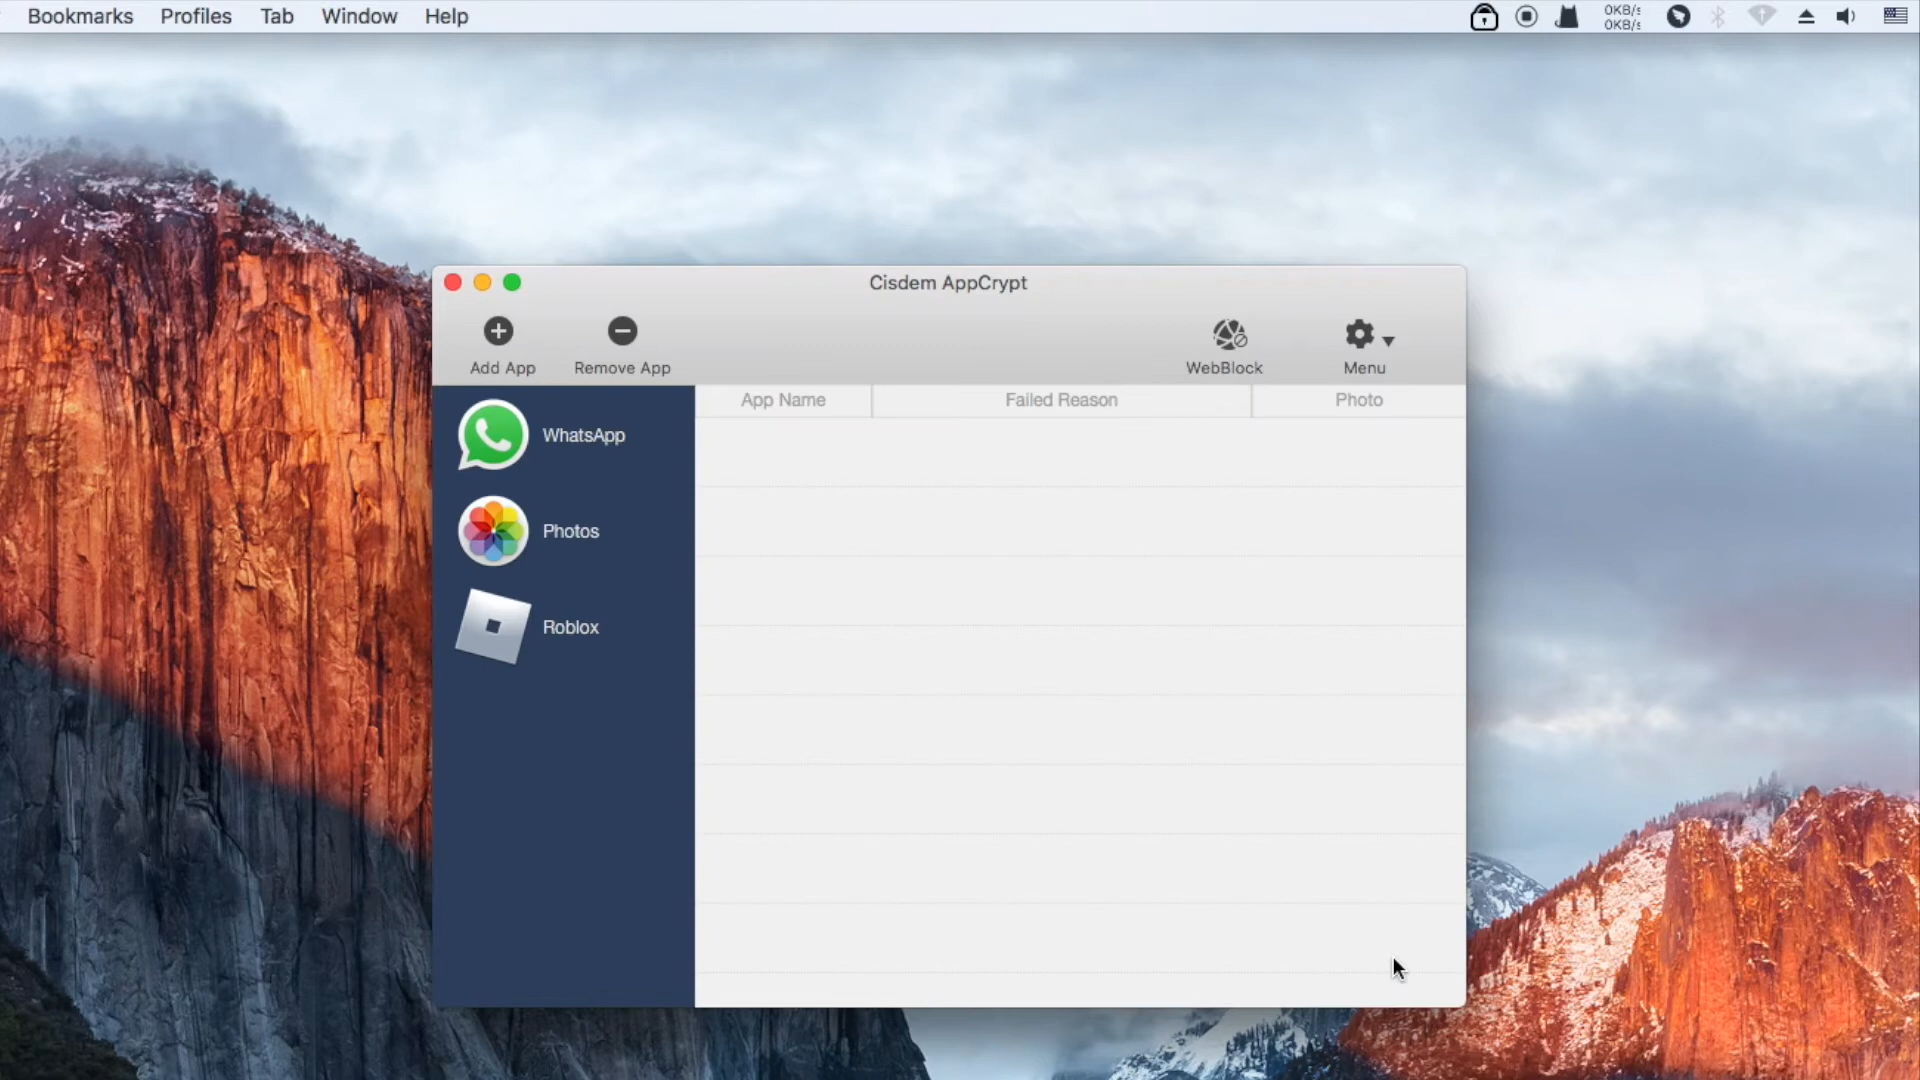 Bookmarks Profiles Tab Window Help
0KB/s
0KB/s
Cisdem AppCrypt
Add App Remove App WebBlock Menu
App Name Failed Reason Photo
WhatsApp
Photos
Roblox